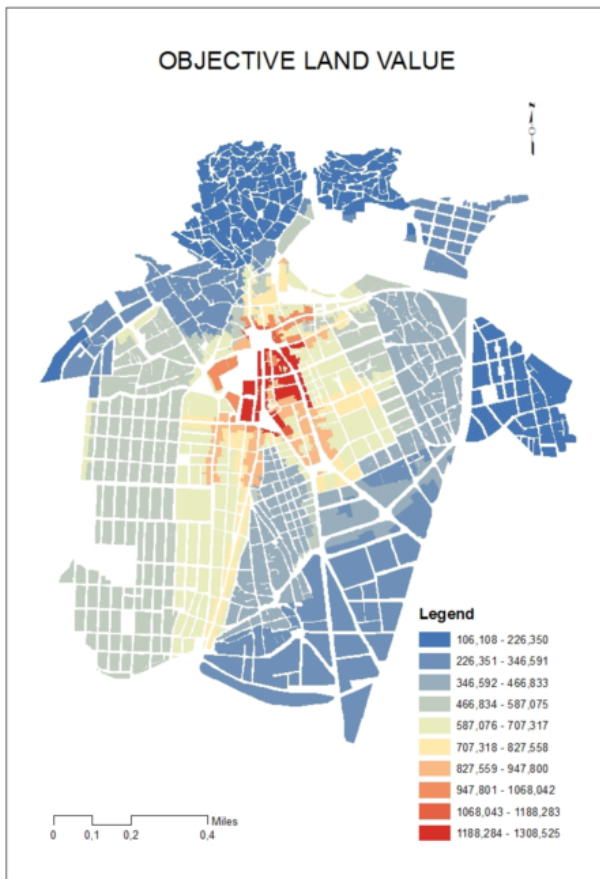 OBJECTIVE LAND VALUE
N
Legend
106,108 - 226,350
226,351 - 346,591
346,592 - 466,833
466,834 - 587,075
587,076 - 707,317
707,318 - 827,558
827,559 - 947,800
947,801 - 1068,042
1068,043 - 1188,283
1188,284 - 1308,525
Miles
0 0,1 0,2 0,4